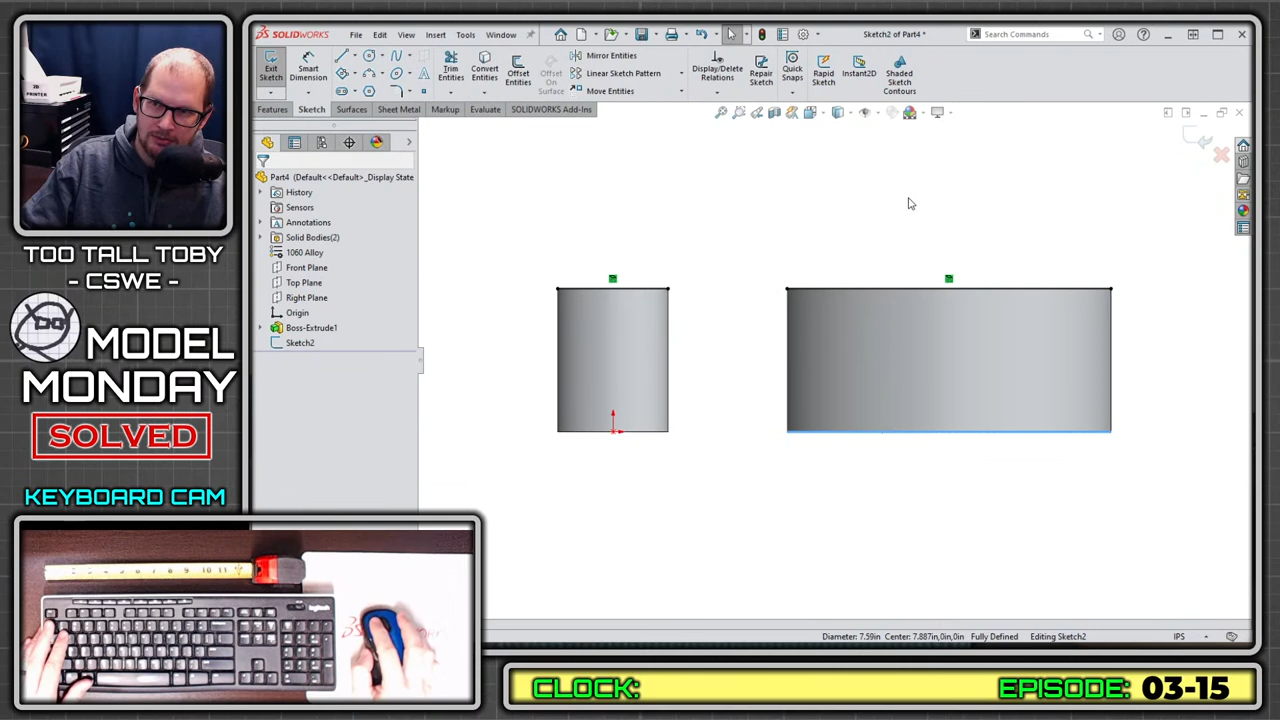 TOO TALL TOBY
- CSWE -
MODEL
MONDAY
SOLVED
KEYBOARD CAM
SOLIDWORKS
File
Edit
View
Insert
Tools
Window
Sketch2 of Part4 *
Search Commands
Exit Sketch
Smart Dimension
Trim Entities
Convert Entities
Offset Entities
Offset On Surface
Mirror Entities
Linear Sketch Pattern
Move Entities
Display/Delete Relations
Repair Sketch
Quick Snaps
Rapid Sketch
Instant2D
Shaded Sketch Contours
Features
Sketch
Surfaces
Sheet Metal
Markup
Evaluate
SOLIDWORKS Add-Ins
Part4 (Default<<Default>_Display State
History
Sensors
Annotations
Solid Bodies(2)
1060 Alloy
Front Plane
Top Plane
Right Plane
Origin
Boss-Extrude1
Sketch2
Diameter: 7.59in Center: 7.887in,0in,0in Fully Defined Editing Sketch2 IPS
CLOCK:
EPISODE: 03-15